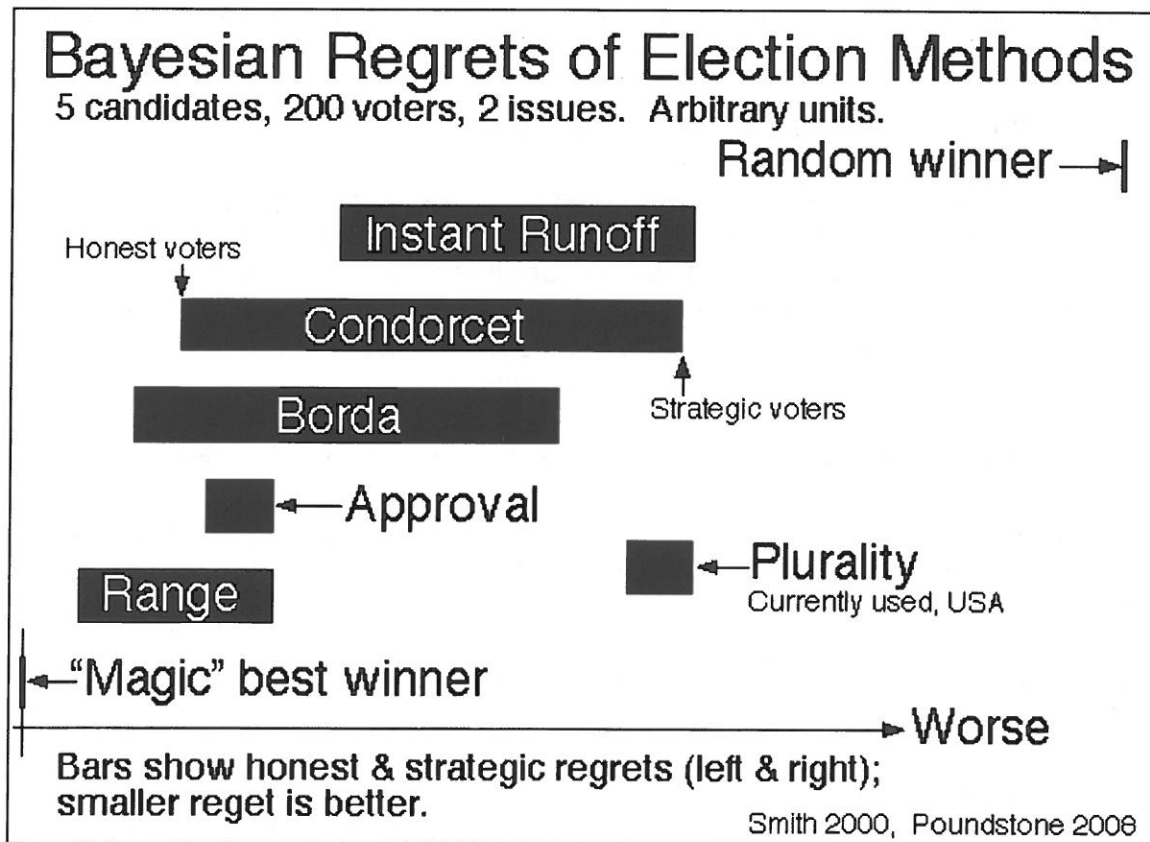 Bayesian Regrets of Election Methods
5 candidates, 200 voters, 2 issues.  Arbitrary units.
Random winner
Instant Runoff
Honest voters
Condorcet
Strategic voters
Borda
Approval
Plurality
Currently used, USA
Range
“Magic” best winner
Worse
Bars show honest & strategic regrets (left & right);
smaller reget is better.
Smith 2000, Poundstone 2008